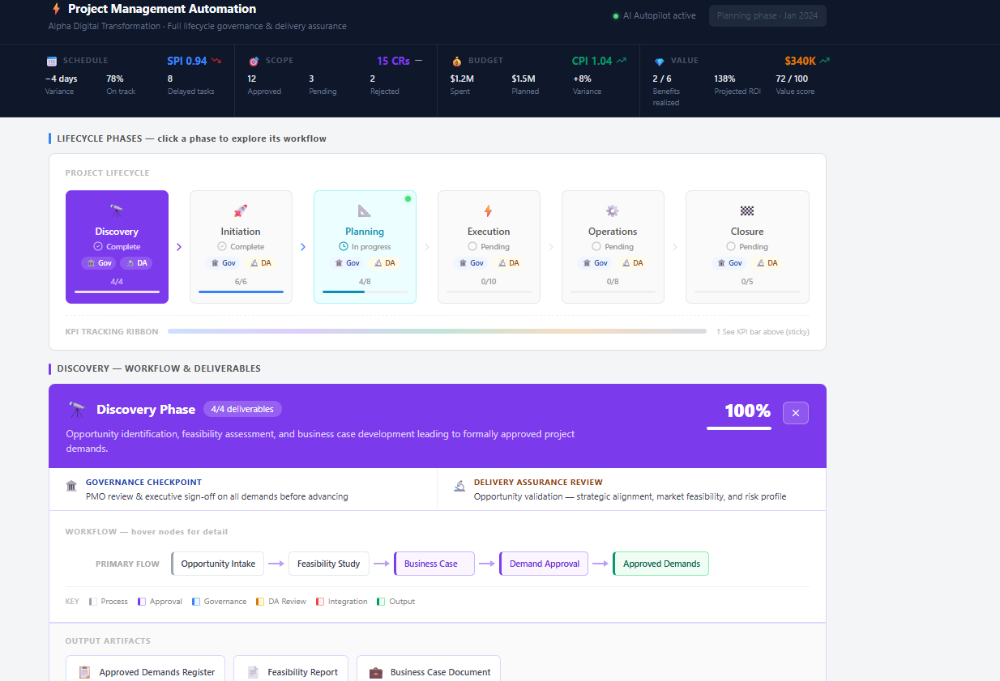 Project Management Automation
Alpha Digital Transformation · Full lifecycle governance & delivery assurance
AI Autopilot active
Planning phase · Jan 2024
SCHEDULE SPI 0.94
−4 days 78% 8
Variance On track Delayed tasks
SCOPE 15 CRs —
12 3 2
Approved Pending Rejected
BUDGET CPI 1.04
$1.2M $1.5M +8%
Spent Planned Variance
VALUE $340K
2 / 6 138% 72 / 100
Benefits realized Projected ROI Value score
LIFECYCLE PHASES — click a phase to explore its workflow
PROJECT LIFECYCLE
Discovery
Complete
Gov DA
4/4
Initiation
Complete
Gov DA
6/6
Planning
In progress
Gov DA
4/8
Execution
Pending
Gov DA
0/10
Operations
Pending
Gov DA
0/8
Closure
Pending
Gov DA
0/5
KPI TRACKING RIBBON
↑ See KPI bar above (sticky)
DISCOVERY — WORKFLOW & DELIVERABLES
Discovery Phase 4/4 deliverables
100%
Opportunity identification, feasibility assessment, and business case development leading to formally approved project
demands.
GOVERNANCE CHECKPOINT
PMO review & executive sign-off on all demands before advancing
DELIVERY ASSURANCE REVIEW
Opportunity validation — strategic alignment, market feasibility, and risk profile
WORKFLOW — hover nodes for detail
PRIMARY FLOW Opportunity Intake Feasibility Study Business Case Demand Approval Approved Demands
KEY Process Approval Governance DA Review Integration Output
OUTPUT ARTIFACTS
Approved Demands Register Feasibility Report Business Case Document